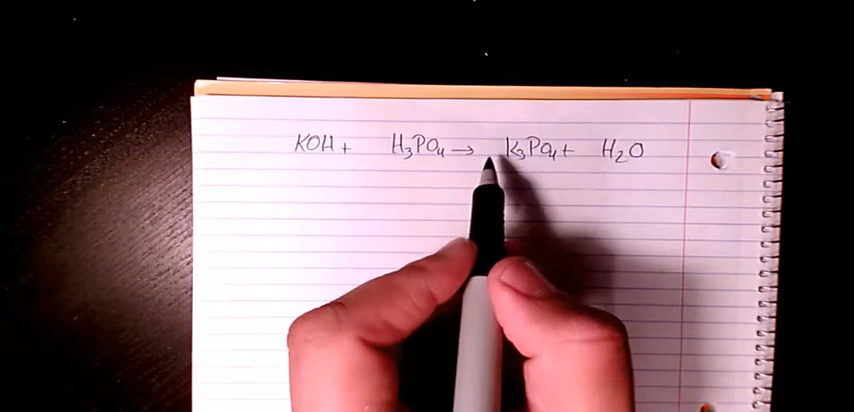 KOH + H₃PO₄ → K₃PO₄ + H₂O